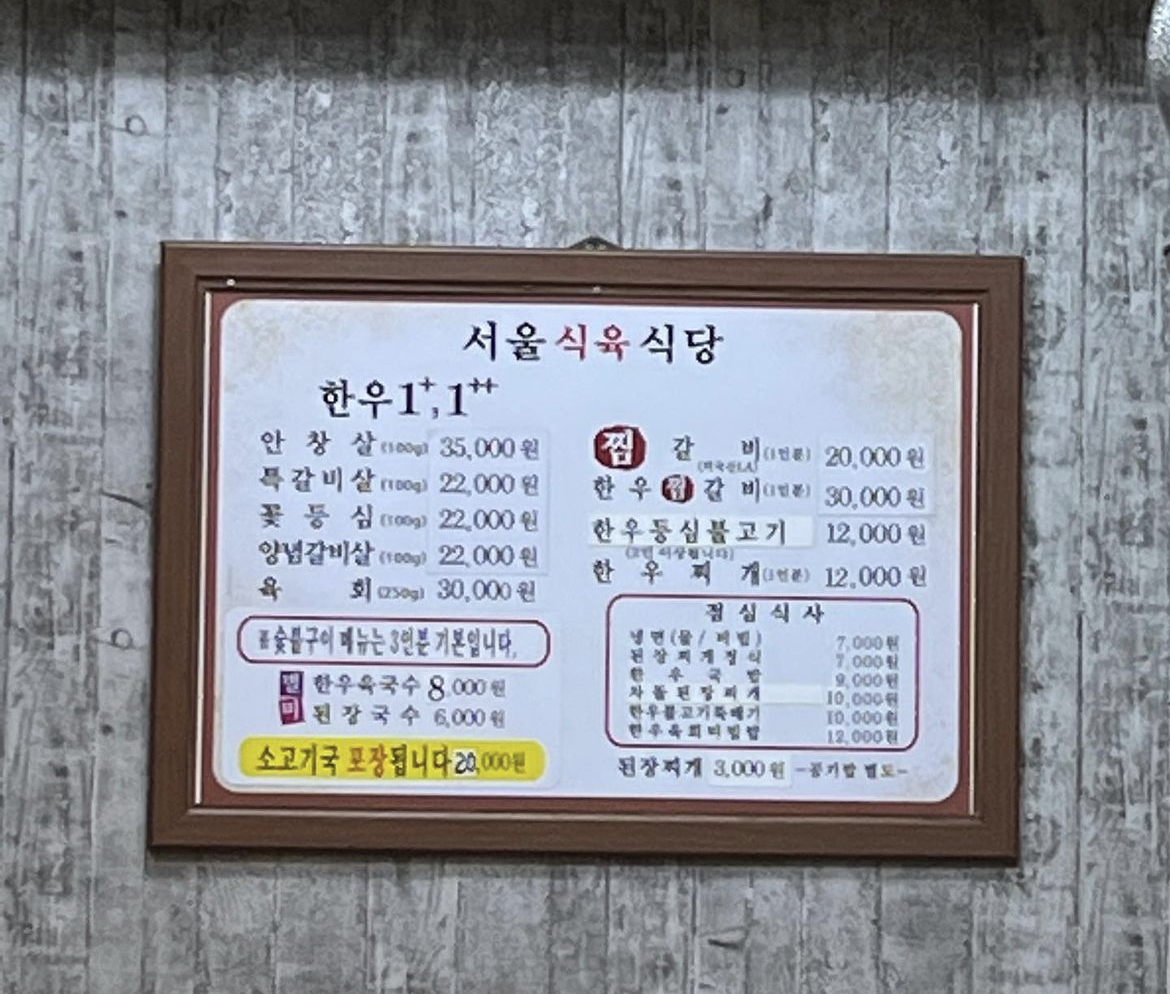 서울식육식당
한우1⁺,1⁺⁺
안창살(100g) 35,000원
특갈비살(100g) 22,000원
꽃등심(100g) 22,000원
양념갈비살(100g) 22,000원
육회(250g) 30,000원
숯불구이 메뉴는 3인분 기본입니다.
한우육국수 8,000원
된장국수 6,000원
소고기국 포장됩니다 20,000원
찜갈비(1인분) 20,000원
(미국산LA)
한우찜갈비(1인분) 30,000원
한우등심불고기 12,000원
(2인 이상됩니다)
한우찌개(1인분) 12,000원
점심식사
냉면(물/비빔) 7,000원
된장찌개정식 7,000원
한우국밥 9,000원
차돌된장찌개 10,000원
한우불고기뚝배기 10,000원
한우육회비빔밥 12,000원
된장찌개 3,000원 -공기밥 별도-